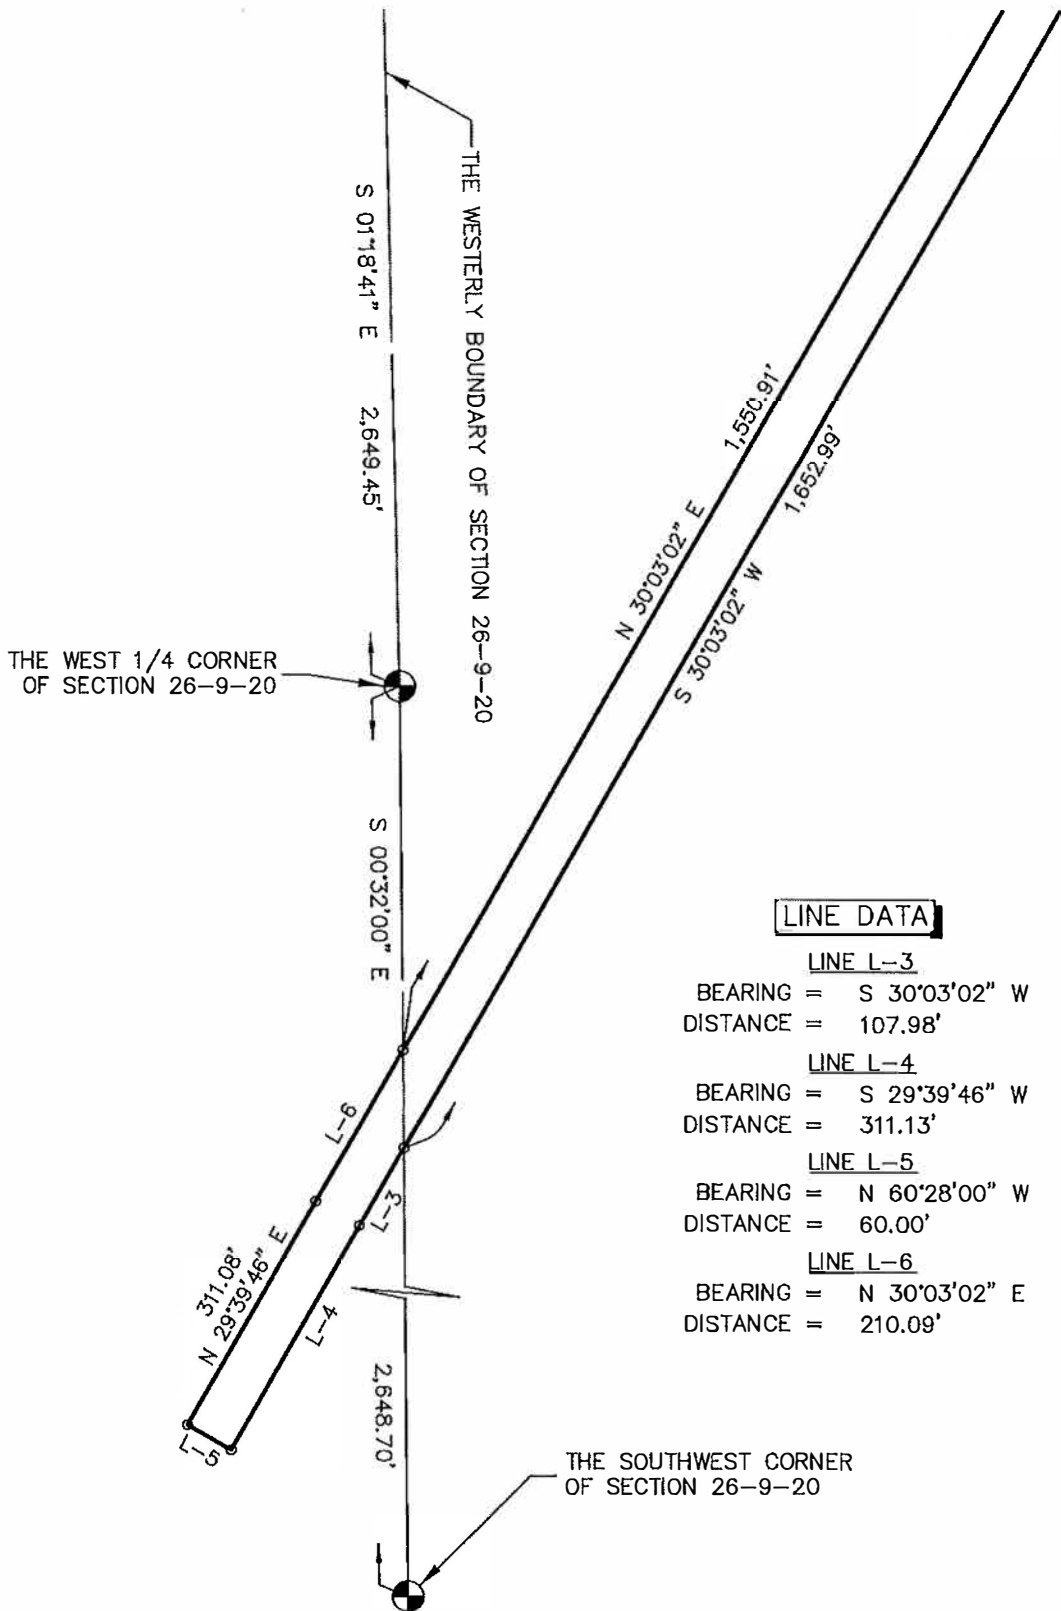 THE WESTERLY BOUNDARY OF SECTION 26-9-20
S 01°18'41" E 2,649.45'
1,550.91'
N 30°03'02" E
1,652.99'
S 30°03'02" W
THE WEST 1/4 CORNER
OF SECTION 26-9-20
S 00°32'00" E
2,648.70'
L-6
L-3
311.08'
N 29°39'46" E
L-4
L-5
THE SOUTHWEST CORNER
OF SECTION 26-9-20
LINE DATA
LINE L-3
BEARING = S 30°03'02" W
DISTANCE = 107.98'
LINE L-4
BEARING = S 29°39'46" W
DISTANCE = 311.13'
LINE L-5
BEARING = N 60°28'00" W
DISTANCE = 60.00'
LINE L-6
BEARING = N 30°03'02" E
DISTANCE = 210.09'